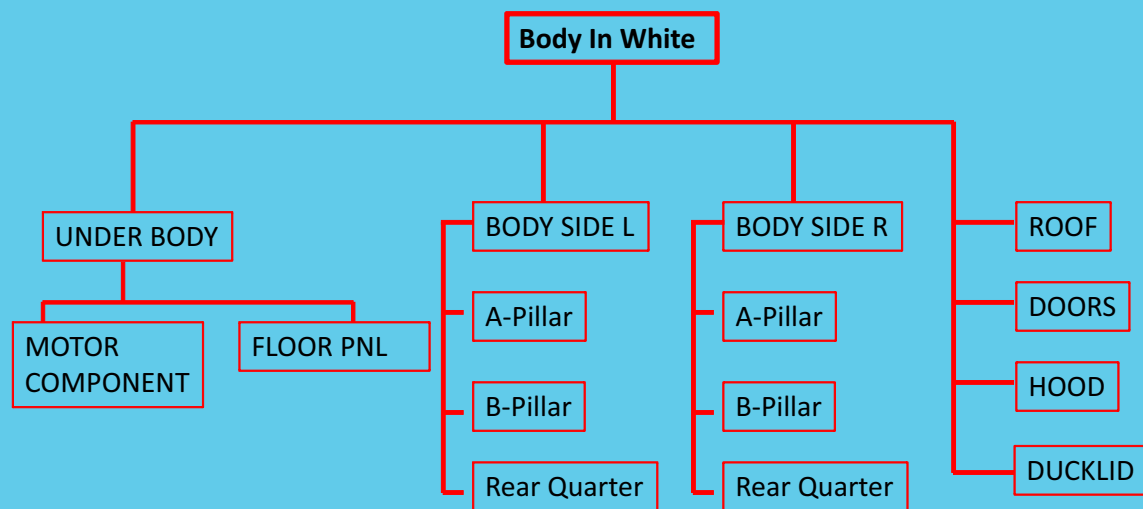 Body In White
UNDER BODY
MOTOR
COMPONENT
FLOOR PNL
BODY SIDE L
A-Pillar
B-Pillar
Rear Quarter
BODY SIDE R
A-Pillar
B-Pillar
Rear Quarter
ROOF
DOORS
HOOD
DUCKLID